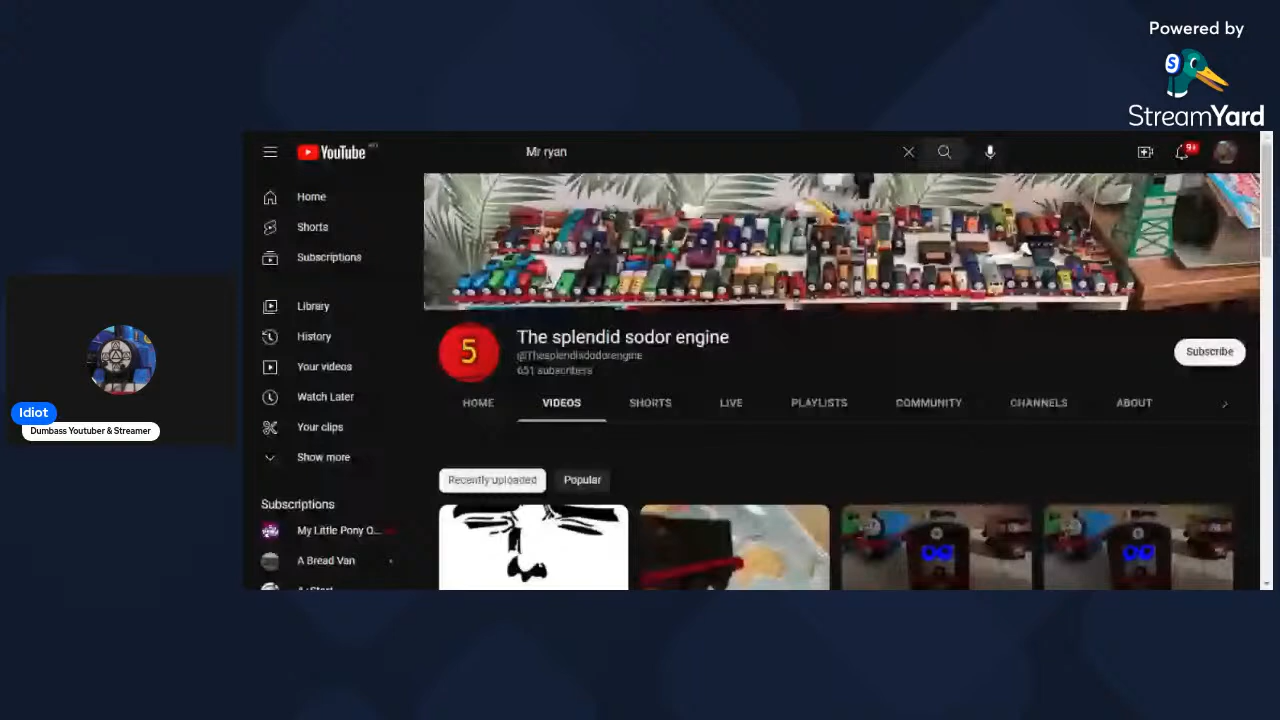 Powered by
StreamYard
YouTube
Mr ryan
9+
Home
Shorts
Subscriptions
Library
History
Your videos
Watch Later
Your clips
Show more
Subscriptions
My Little Pony O...
A Bread Van
5
The splendid sodor engine
@Thesplendisdodorengine
651 subscribers
Subscribe
HOME
VIDEOS
SHORTS
LIVE
PLAYLISTS
COMMUNITY
CHANNELS
ABOUT
Recently uploaded
Popular
Idiot
Dumbass Youtuber & Streamer